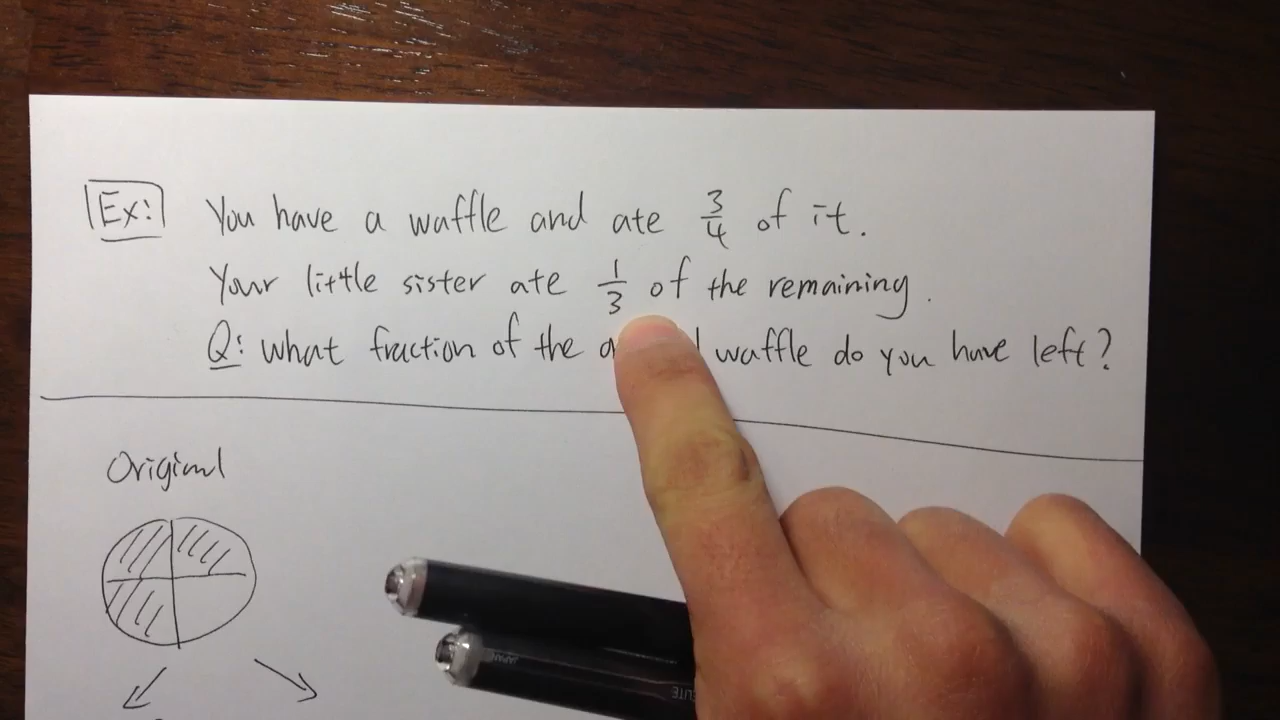 Ex: You have a waffle and ate 3/4 of it.
Your little sister ate 1/3 of the remaining.
Q: What fraction of the waffle do you have left?
Original
JAPAN